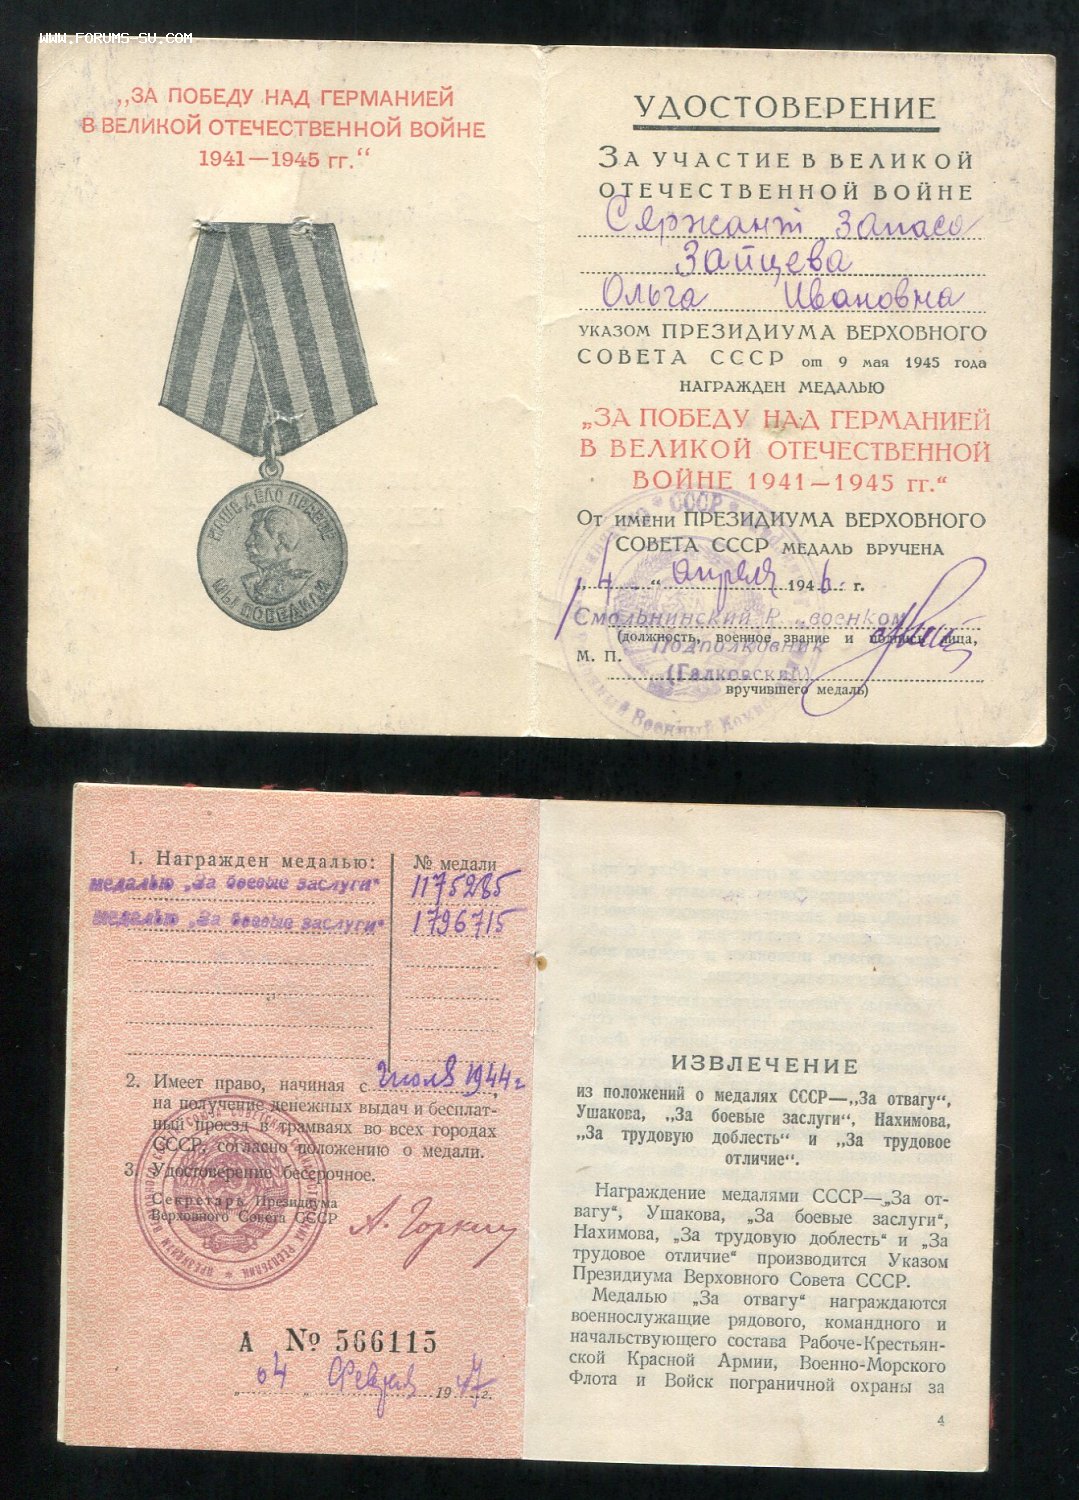 WWW.FORUMS-SU.COM
„ЗА ПОБЕДУ НАД ГЕРМАНИЕЙ
В ВЕЛИКОЙ ОТЕЧЕСТВЕННОЙ ВОЙНЕ
1941—1945 гг.“
НАШЕ ДЕЛО ПРАВОЕ
МЫ ПОБЕДИЛИ
УДОСТОВЕРЕНИЕ
ЗА УЧАСТИЕ В ВЕЛИКОЙ
ОТЕЧЕСТВЕННОЙ ВОЙНЕ
Сержант запаса
Зайцева
Ольга Ивановна
УКАЗОМ ПРЕЗИДИУМА ВЕРХОВНОГО
СОВЕТА СССР от 9 мая 1945 года
НАГРАЖДЕН МЕДАЛЬЮ
„ЗА ПОБЕДУ НАД ГЕРМАНИЕЙ
В ВЕЛИКОЙ ОТЕЧЕСТВЕННОЙ
ВОЙНЕ 1941—1945 гг.“
ОТ ИМЕНИ ПРЕЗИДИУМА ВЕРХОВНОГО
СОВЕТА СССР МЕДАЛЬ ВРУЧЕНА
„ 4 “ апреля 1946 г.
Смольнинский Р. военком
(должность, военное звание и подпись лица,
Подполковник
М. П.
(Галковский)
вручившего медаль)
СССР
Военный
1. Награжден медалью:
№ медали
медалью „За боевые заслуги“ 1175285
медалью „За боевые заслуги“ 1796715
2. Имеет право, начиная с июля 1944 г.,
на получение денежных выдач и бесплат-
ный проезд в трамваях во всех городах
СССР, согласно положению о медали.
3. Удостоверение бессрочное.
Секретарь Президиума
Верховного Совета СССР
А. Горкин
А № 566115
„ 04 “ Февраля 1947 г.
ИЗВЛЕЧЕНИЕ
из положений о медалях СССР—„За отвагу“,
Ушакова, „За боевые заслуги“, Нахимова,
„За трудовую доблесть“ и „За трудовое
отличие“.
Награждение медалями СССР—„За от-
вагу“, Ушакова, „За боевые заслуги“,
Нахимова, „За трудовую доблесть“ и „За
трудовое отличие“ производится Указом
Президиума Верховного Совета СССР.
Медалью „За отвагу“ награждаются
военнослужащие рядового, командного и
начальствующего состава Рабоче-Крестьян-
ской Красной Армии, Военно-Морского
Флота и Войск пограничной охраны за
4